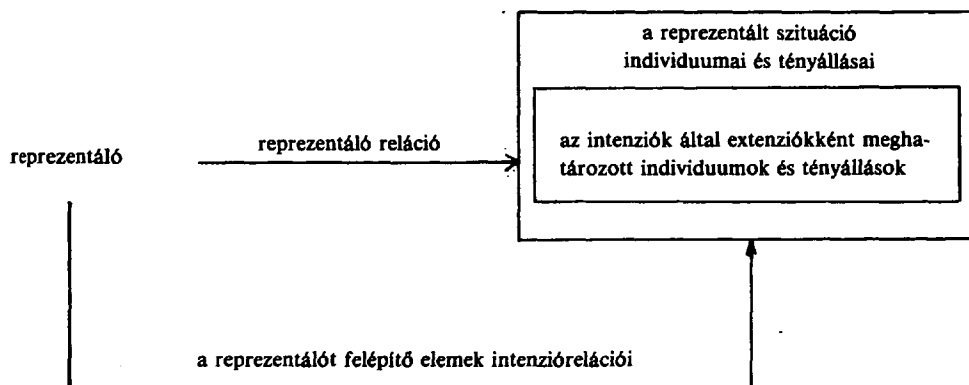 a reprezentált szituáció
individuumai és tényállásai
az intenziók által extenziókként megha-
tározott individuumok és tényállások
reprezentáló
reprezentáló reláció
a reprezentálót felépítő elemek intenziórelációi